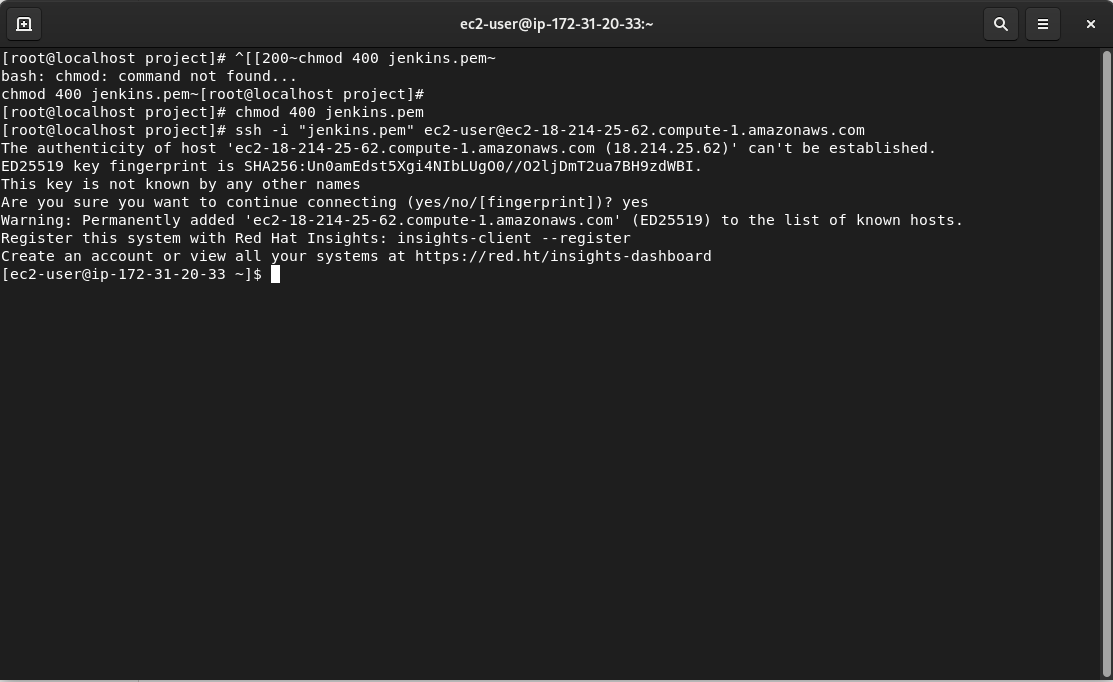 ec2-user@ip-172-31-20-33:~
[root@localhost project]# ^[[200~chmod 400 jenkins.pem~
bash: chmod: command not found...
chmod 400 jenkins.pem~[root@localhost project]#
[root@localhost project]# chmod 400 jenkins.pem
[root@localhost project]# ssh -i "jenkins.pem" ec2-user@ec2-18-214-25-62.compute-1.amazonaws.com
The authenticity of host 'ec2-18-214-25-62.compute-1.amazonaws.com (18.214.25.62)' can't be established.
ED25519 key fingerprint is SHA256:Un0amEdst5Xgi4NIbLUgO0//O2ljDmT2ua7BH9zdWBI.
This key is not known by any other names
Are you sure you want to continue connecting (yes/no/[fingerprint])? yes
Warning: Permanently added 'ec2-18-214-25-62.compute-1.amazonaws.com' (ED25519) to the list of known hosts.
Register this system with Red Hat Insights: insights-client --register
Create an account or view all your systems at https://red.ht/insights-dashboard
[ec2-user@ip-172-31-20-33 ~]$